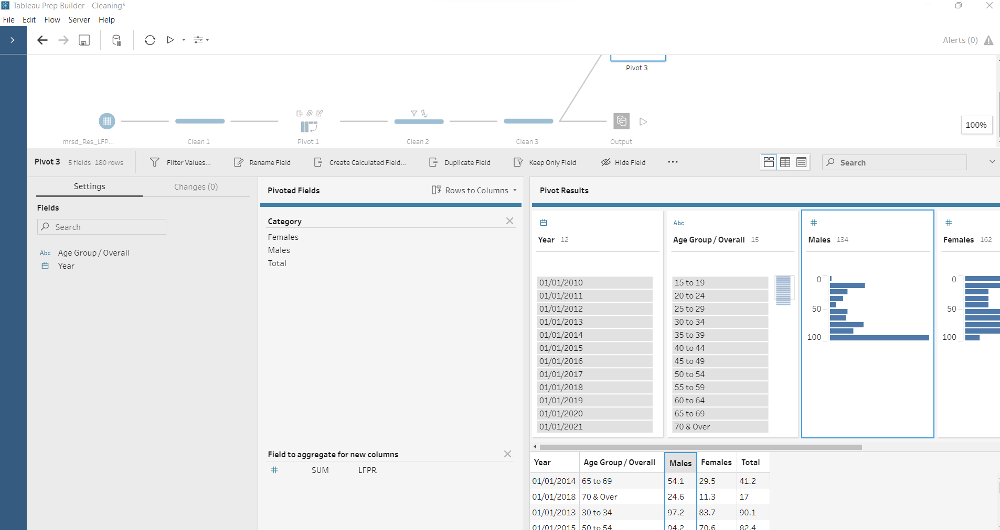 Tableau Prep Builder - Cleaning*
File Edit Flow Server Help
Alerts (0)
Pivot 3
100%
mrsd_Res_LFP... Clean 1 Pivot 1 Clean 2 Clean 3 Output
Pivot 3 5 fields 180 rows Filter Values... Rename Field Create Calculated Field... Duplicate Field Keep Only Field Hide Field ••• Search
Settings Changes (0)
Fields
Search
Abc Age Group / Overall
Year
Pivoted Fields Rows to Columns
Category
Females
Males
Total
Field to aggregate for new columns
# SUM LFPR
Pivot Results
Year 12
01/01/2010
01/01/2011
01/01/2012
01/01/2013
01/01/2014
01/01/2015
01/01/2016
01/01/2017
01/01/2018
01/01/2019
01/01/2020
01/01/2021
Abc
Age Group / Overall 15
15 to 19
20 to 24
25 to 29
30 to 34
35 to 39
40 to 44
45 to 49
50 to 54
55 to 59
60 to 64
65 to 69
70 & Over
#
Males 134
0
50
100
#
Females 162
0
50
100
Year Age Group / Overall Males Females Total
01/01/2014 65 to 69 54.1 29.5 41.2
01/01/2018 70 & Over 24.6 11.3 17
01/01/2013 30 to 34 97.2 83.7 90.1
01/01/2015 50 to 54 94.2 70.6 82.4